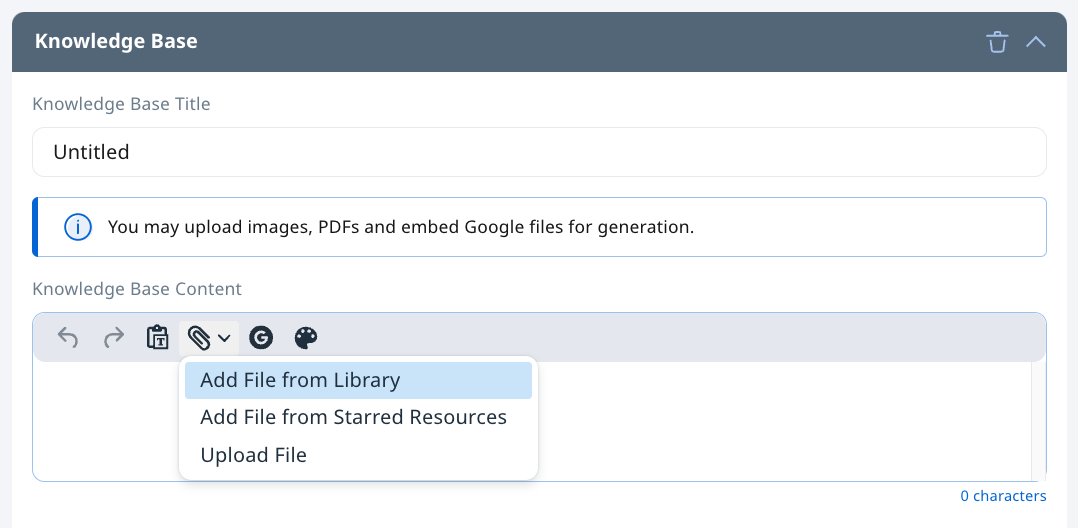 Knowledge Base
Knowledge Base Title
Untitled
You may upload images, PDFs and embed Google files for generation.
Knowledge Base Content
Add File from Library
Add File from Starred Resources
Upload File
0 characters